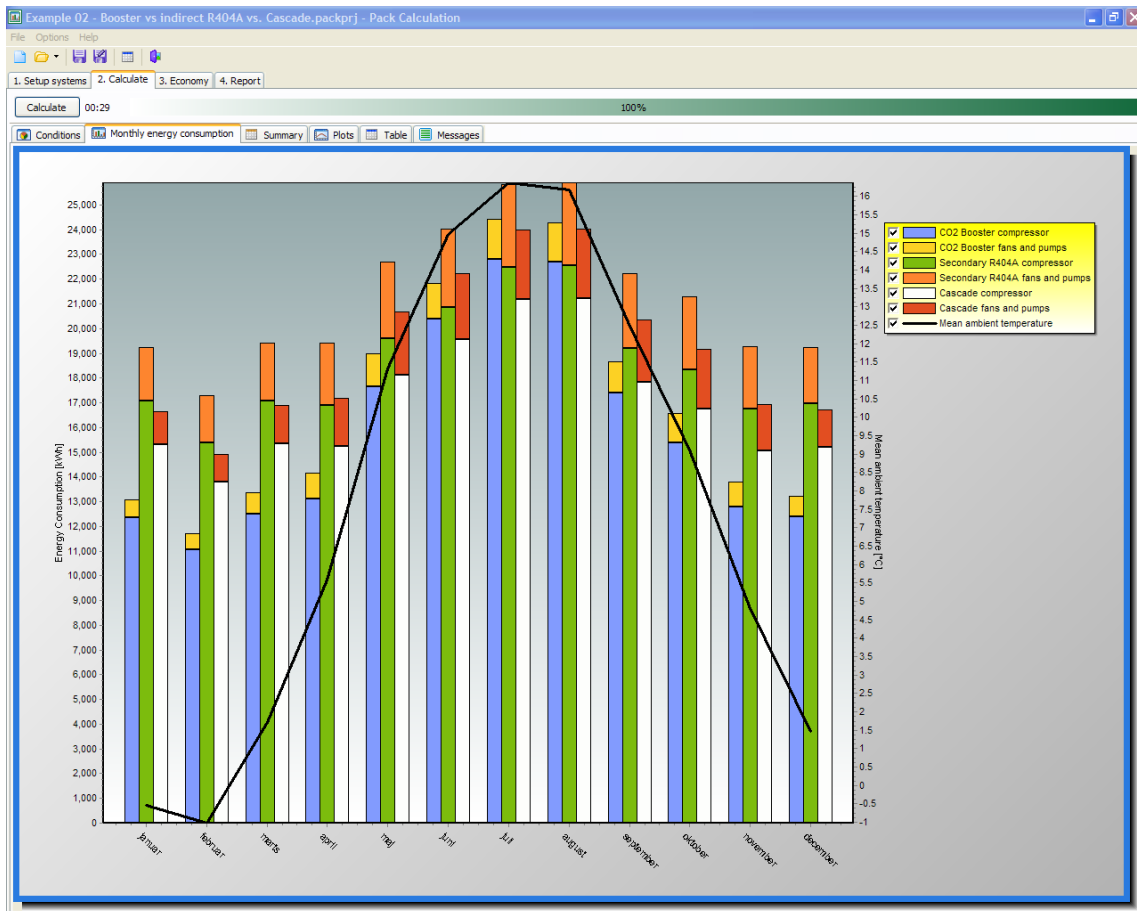 Example 02 - Booster vs indirect R404A vs. Cascade.packprj - Pack Calculation
File Options Help
1. Setup systems 2. Calculate 3. Economy 4. Report
Calculate 00:29 100%
Conditions Monthly energy consumption Summary Plots Table Messages
Energy Consumption [kWh]
25,000
24,000
23,000
22,000
21,000
20,000
19,000
18,000
17,000
16,000
15,000
14,000
13,000
12,000
11,000
10,000
9,000
8,000
7,000
6,000
5,000
4,000
3,000
2,000
1,000
0
januar
februar
marts
april
maj
juni
juli
august
september
oktober
november
december
16
15.5
15
14.5
14
13.5
13
12.5
12
11.5
11
10.5
10
9.5
9
8.5
8
7.5
7
6.5
6
5.5
5
4.5
4
3.5
3
2.5
2
1.5
1
0.5
0
-0.5
-1
Mean ambient temperature [°C]
CO2 Booster compressor
CO2 Booster fans and pumps
Secondary R404A compressor
Secondary R404A fans and pumps
Cascade compressor
Cascade fans and pumps
Mean ambient temperature